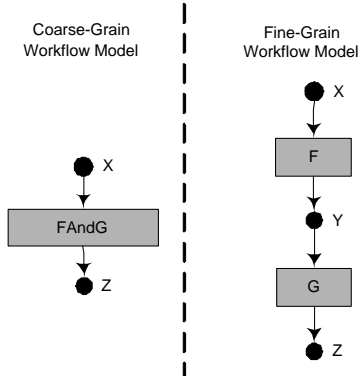 Coarse-Grain
Workflow Model
X
FAndG
Z
Fine-Grain
Workflow Model
X
F
Y
G
Z